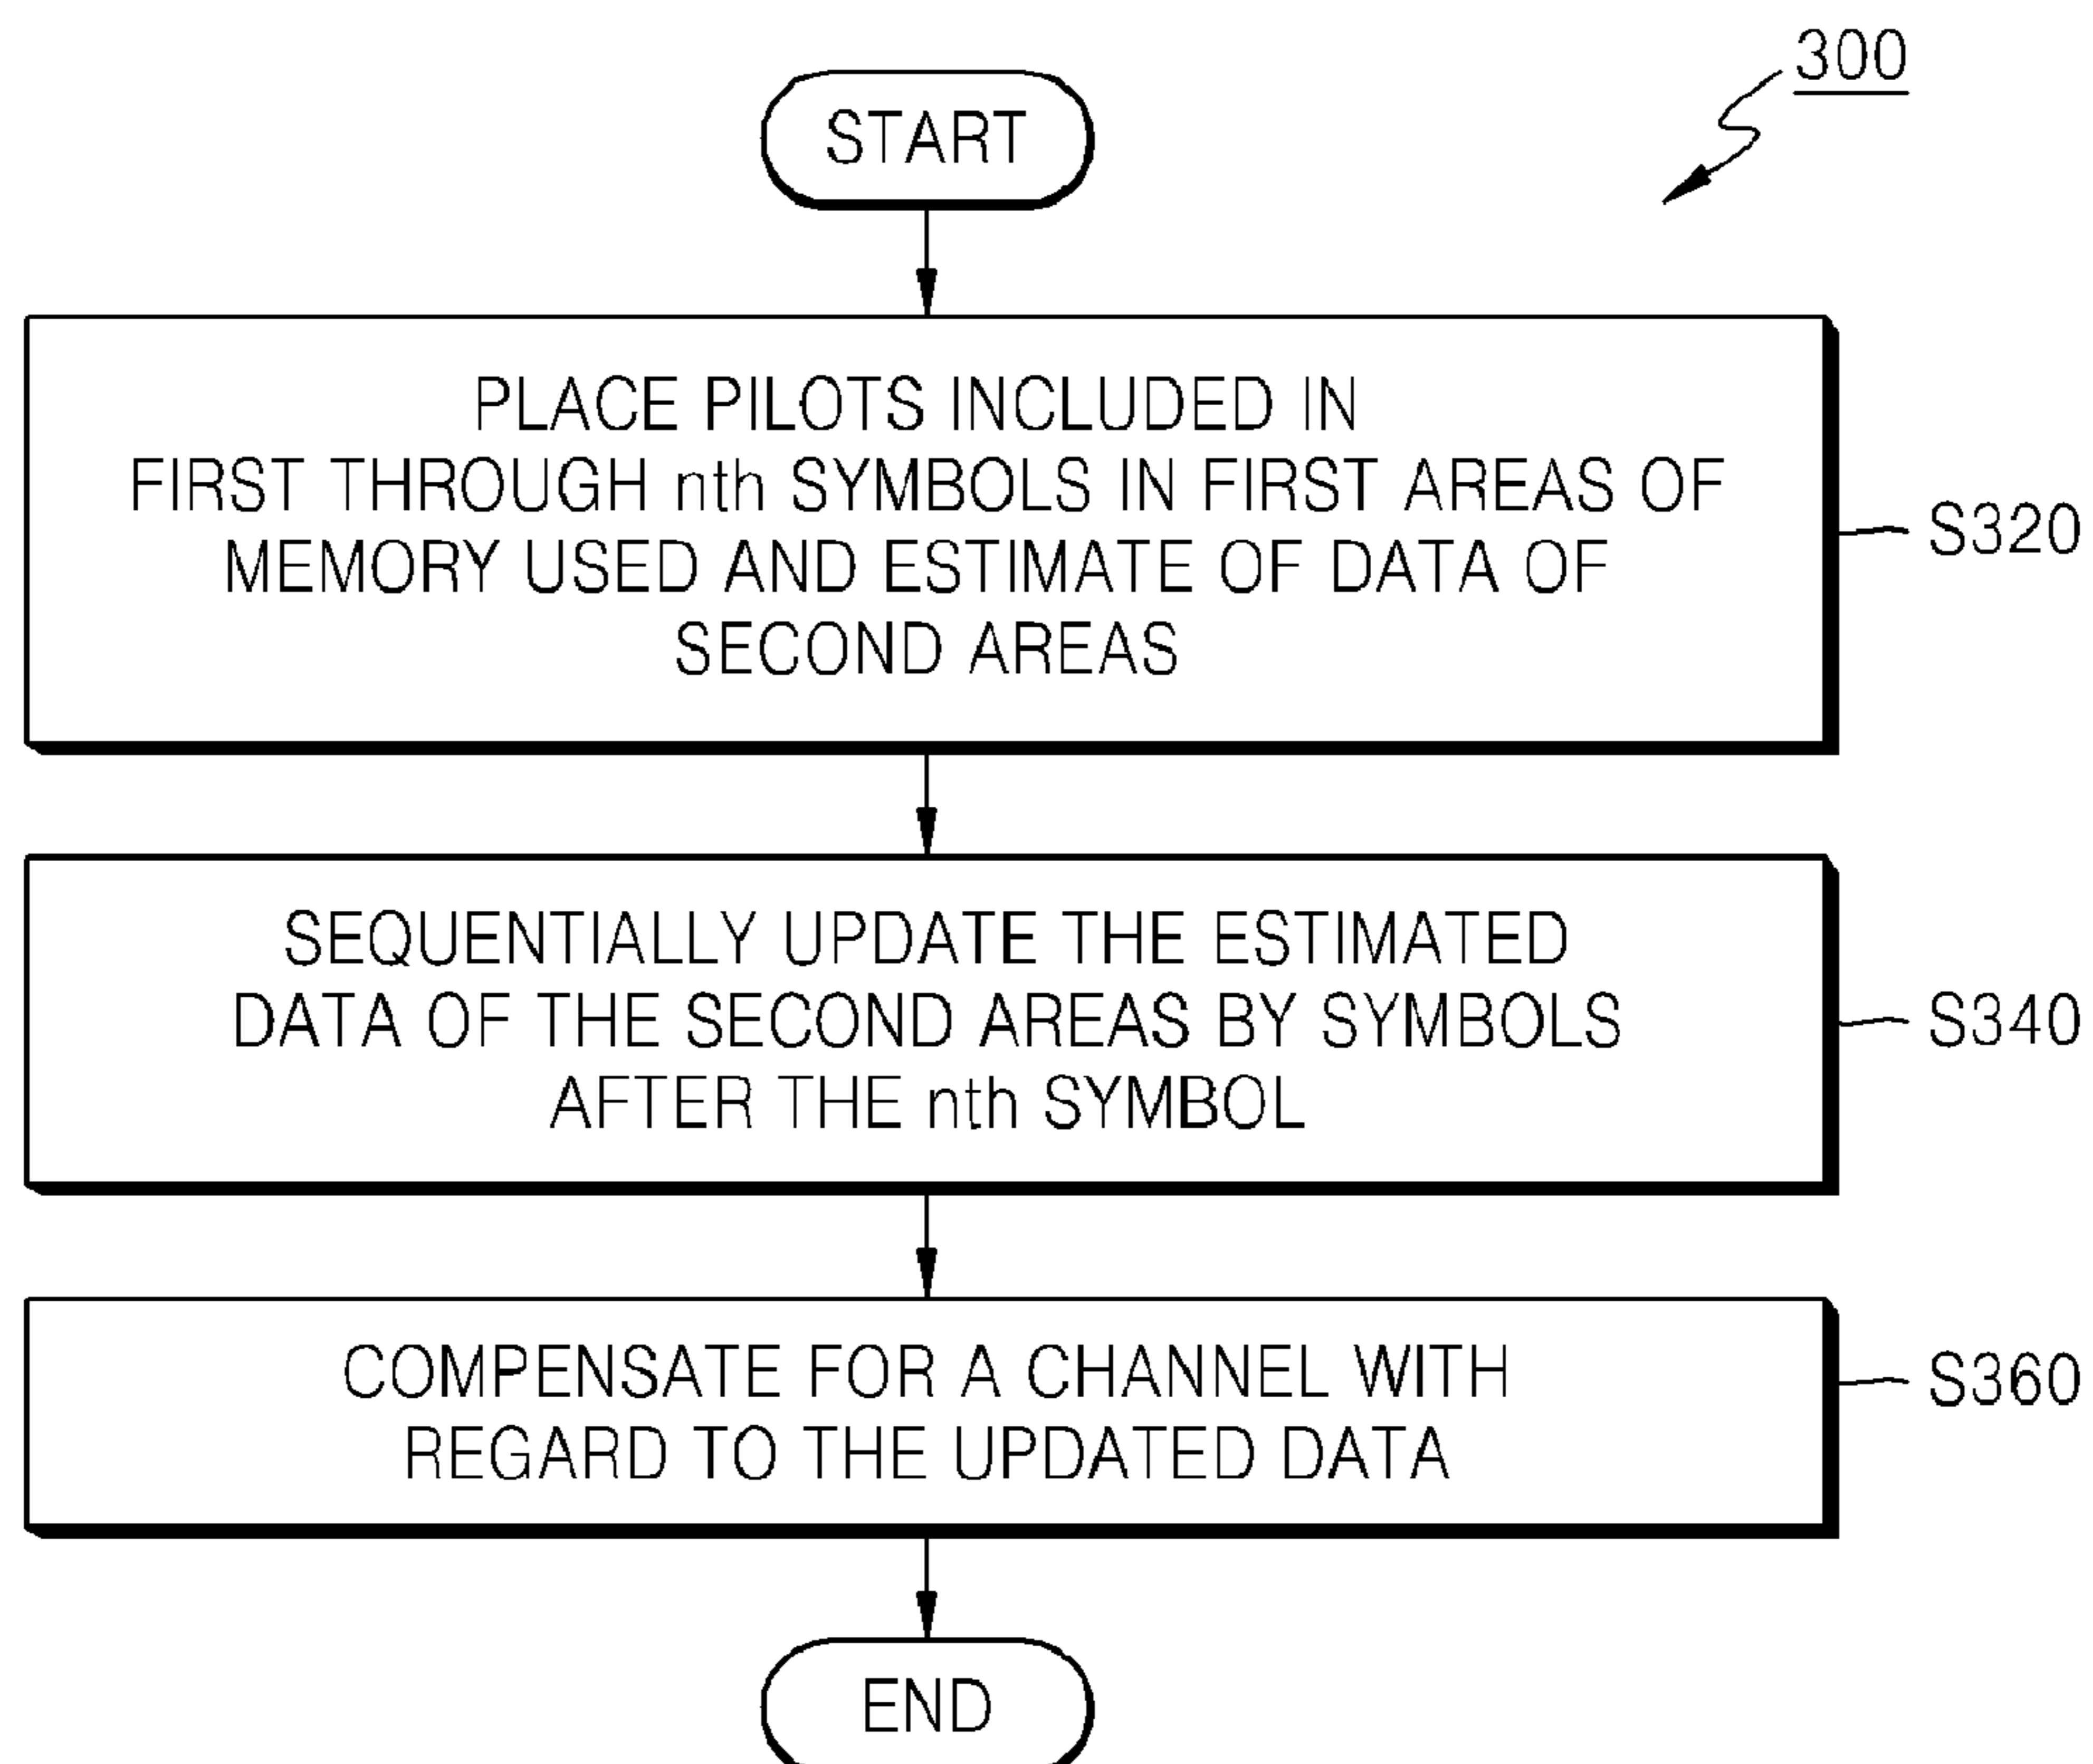 300
START
PLACE PILOTS INCLUDED IN
FIRST THROUGH nth SYMBOLS IN FIRST AREAS OF
MEMORY USED AND ESTIMATE OF DATA OF
SECOND AREAS
S320
SEQUENTIALLY UPDATE THE ESTIMATED
DATA OF THE SECOND AREAS BY SYMBOLS
AFTER THE nth SYMBOL
S340
COMPENSATE FOR A CHANNEL WITH
REGARD TO THE UPDATED DATA
S360
END